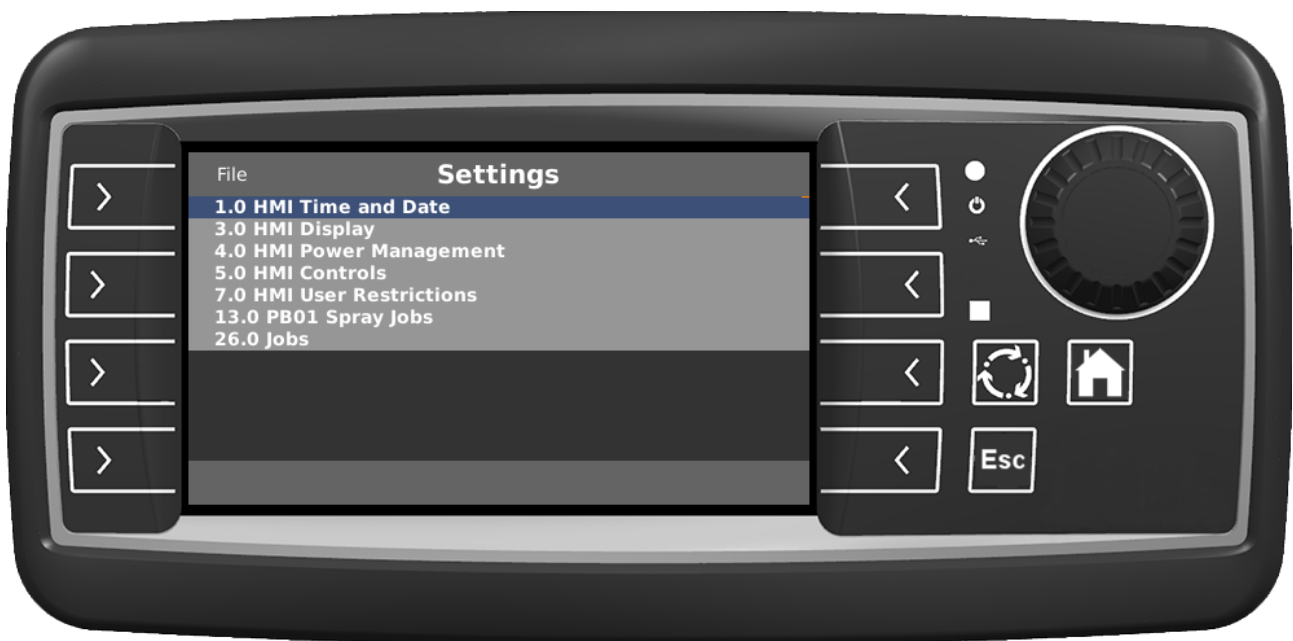 File Settings
1.0 HMI Time and Date
3.0 HMI Display
4.0 HMI Power Management
5.0 HMI Controls
7.0 HMI User Restrictions
13.0 PB01 Spray Jobs
26.0 Jobs
Esc